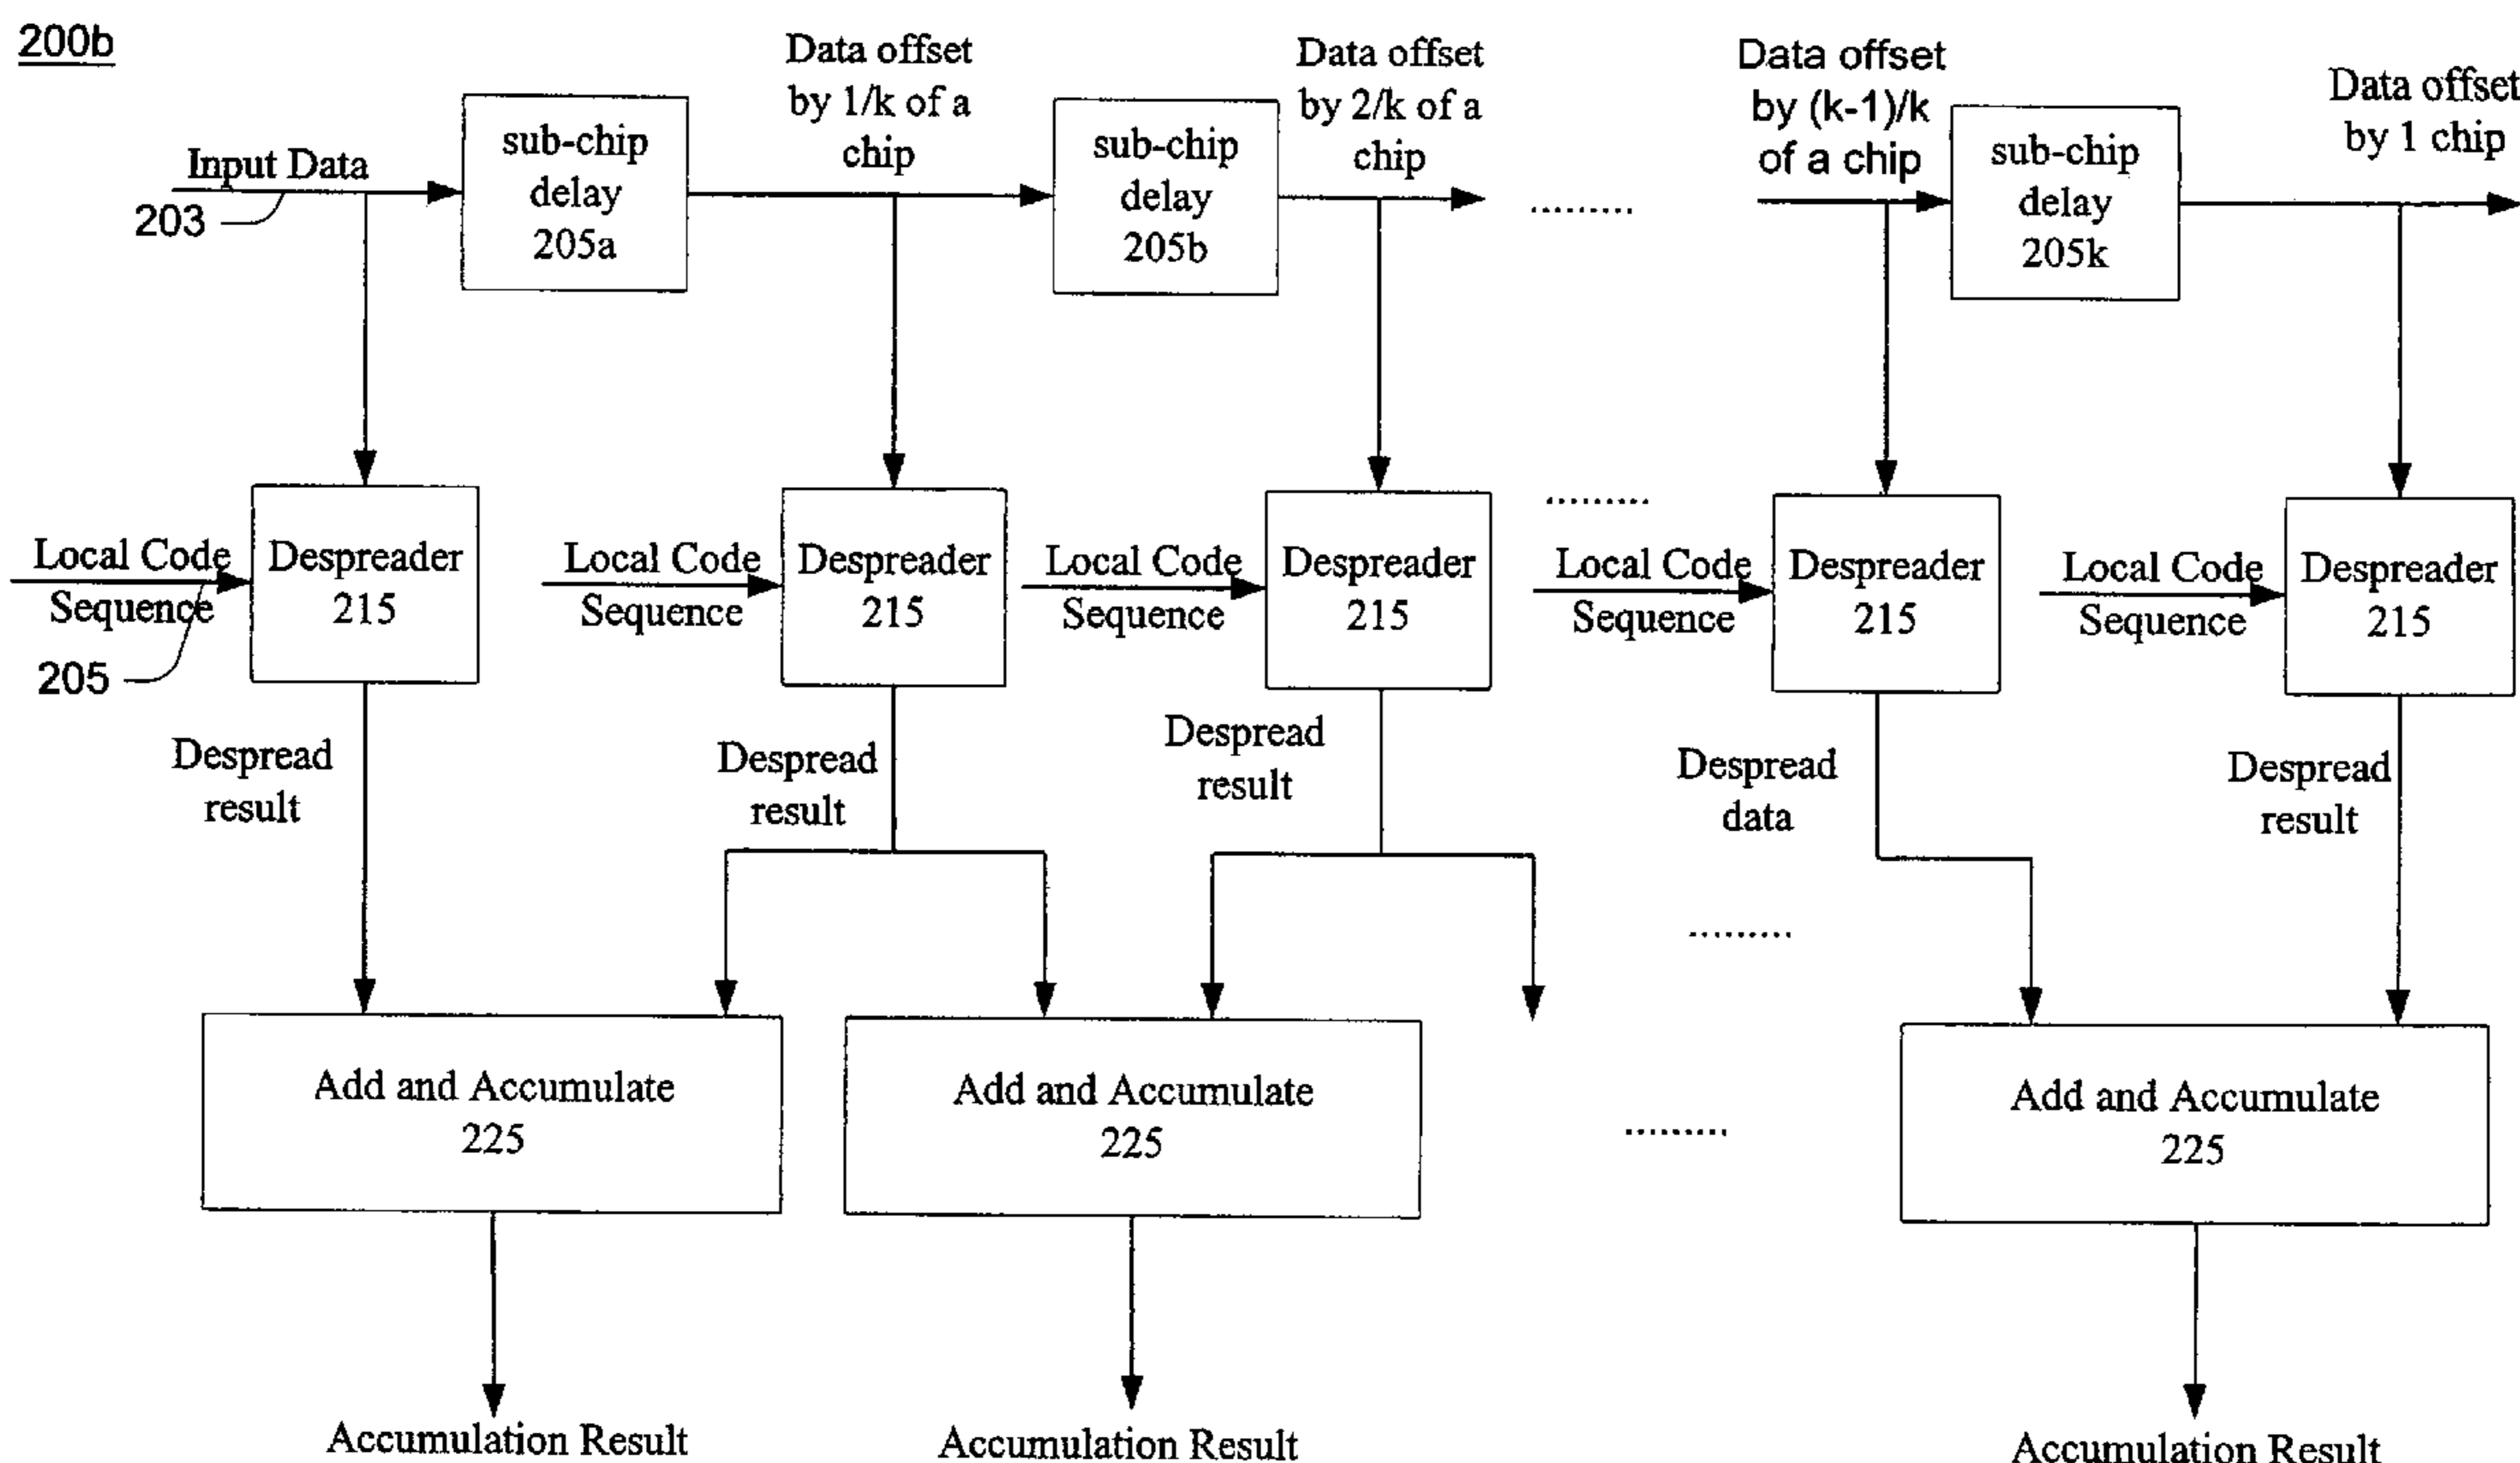 200b
Data offset
by 1/k of a
chip
Data offset
by 2/k of a
chip
Data offset
by (k-1)/k
of a chip
Data offset
by 1 chip
Input Data
203
sub-chip
delay
205a
sub-chip
delay
205b
.........
sub-chip
delay
205k
Local Code
Sequence
205
Despreader
215
Local Code
Sequence
Despreader
215
Local Code
Sequence
Despreader
215
.........
Local Code
Sequence
Despreader
215
Local Code
Sequence
Despreader
215
Despread
result
Despread
result
Despread
result
Despread
data
Despread
result
.........
Add and Accumulate
225
Add and Accumulate
225
.........
Add and Accumulate
225
Accumulation Result
Accumulation Result
Accumulation Result